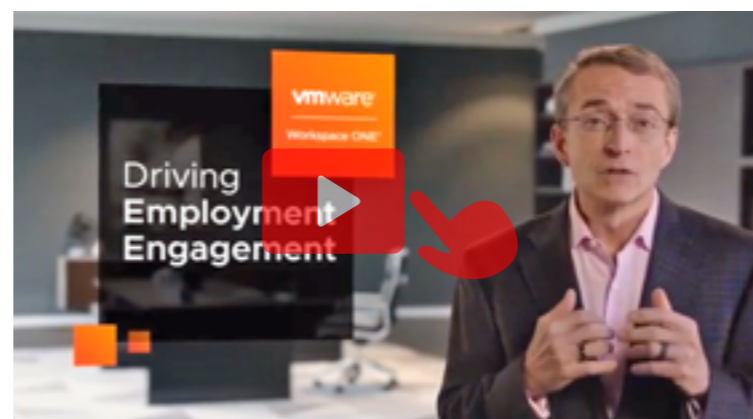 vmware®
Workspace ONE®
Driving
Employment
Engagement